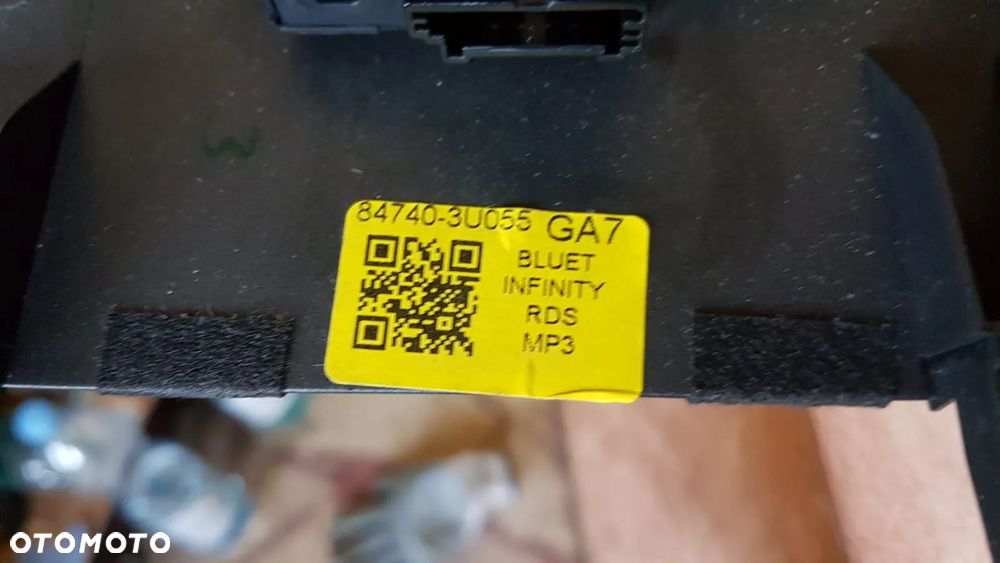 84740-3U055 GA7
BLUET
INFINITY
RDS
MP3
OTOMOTO